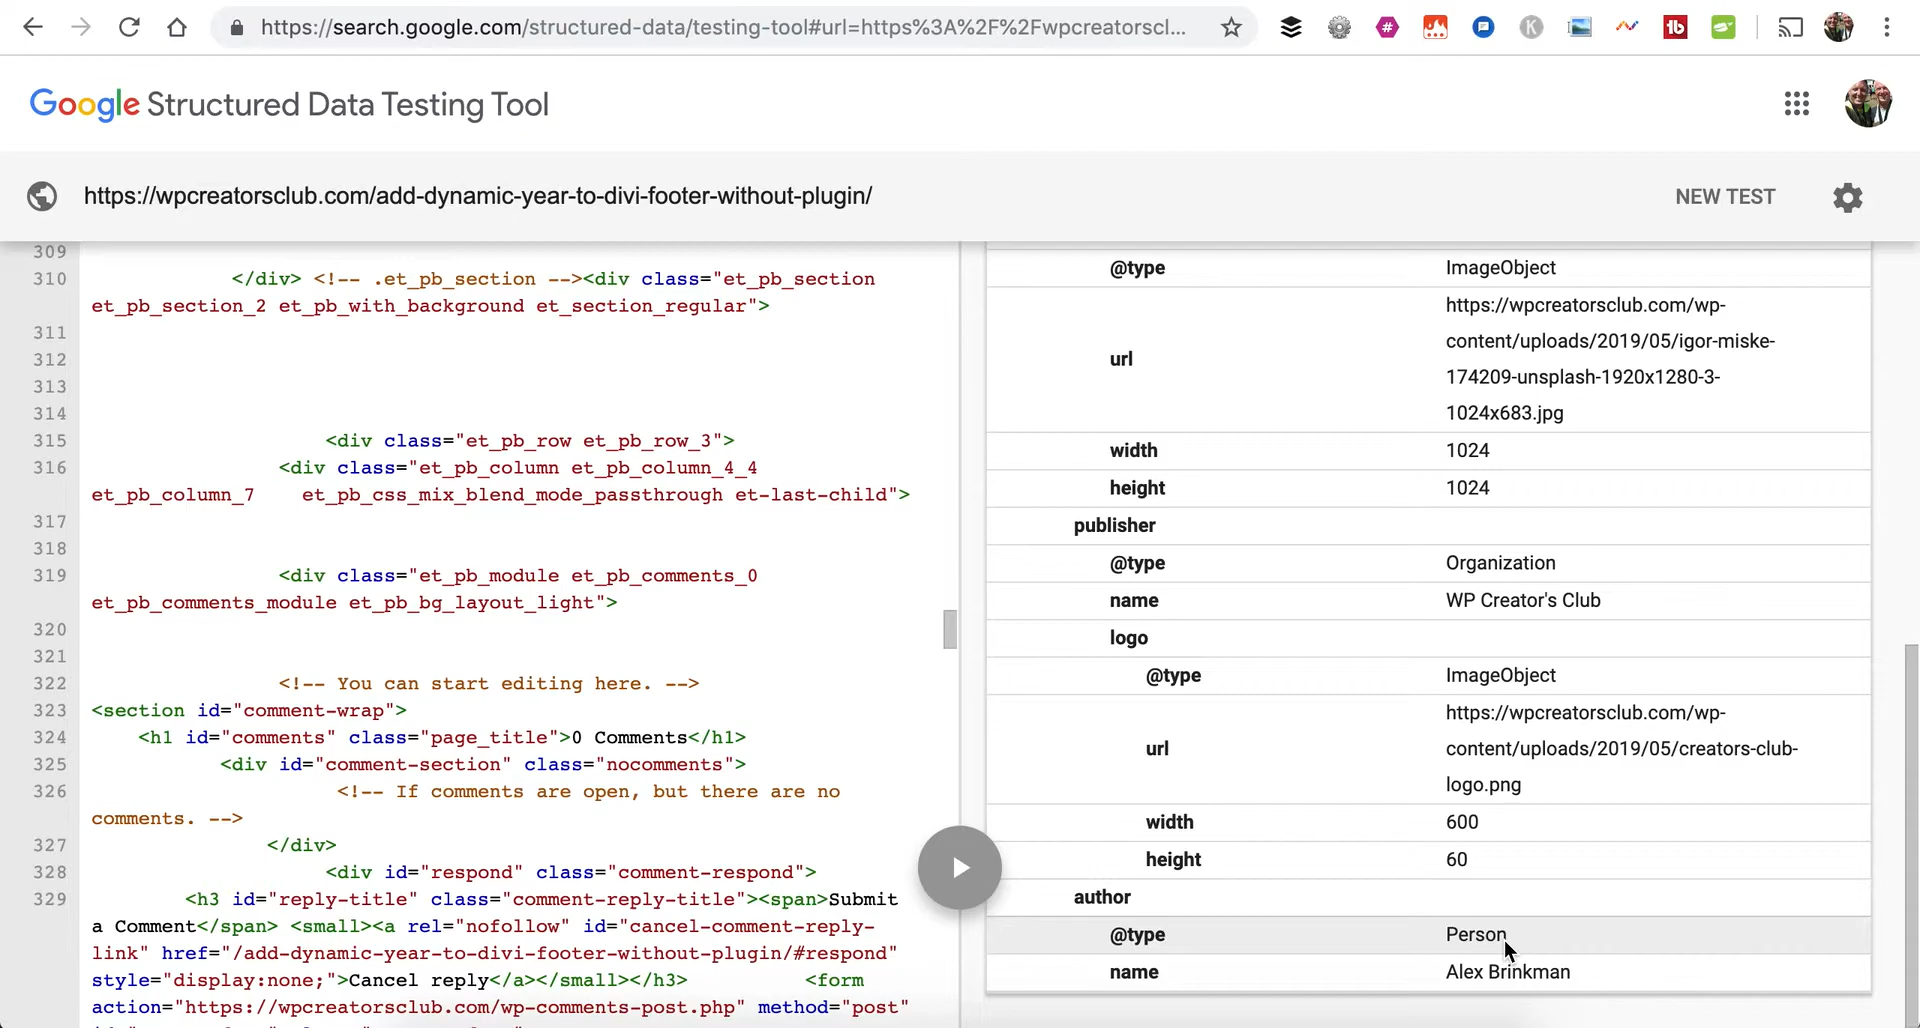 https://search.google.com/structured-data/testing-tool#url=https%3A%2F%2Fwpcreatorscl...
Google Structured Data Testing Tool
https://wpcreatorsclub.com/add-dynamic-year-to-divi-footer-without-plugin/
NEW TEST
309
310 </div> <!-- .et_pb_section --><div class="et_pb_section
et_pb_section_2 et_pb_with_background et_section_regular">
311
312
313
314
315 <div class="et_pb_row et_pb_row_3">
316 <div class="et_pb_column et_pb_column_4_4
et_pb_column_7 et_pb_css_mix_blend_mode_passthrough et-last-child">
317
318
319 <div class="et_pb_module et_pb_comments_0
et_pb_comments_module et_pb_bg_layout_light">
320
321
322 <!-- You can start editing here. -->
323 <section id="comment-wrap">
324 <h1 id="comments" class="page_title">0 Comments</h1>
325 <div id="comment-section" class="nocomments">
326 <!-- If comments are open, but there are no
comments. -->
327 </div>
328 <div id="respond" class="comment-respond">
329 <h3 id="reply-title" class="comment-reply-title"><span>Submit
a Comment</span> <small><a rel="nofollow" id="cancel-comment-reply-
link" href="/add-dynamic-year-to-divi-footer-without-plugin/#respond"
style="display:none;">Cancel reply</a></small></h3> <form
action="https://wpcreatorsclub.com/wp-comments-post.php" method="post"
@type ImageObject
url https://wpcreatorsclub.com/wp-
content/uploads/2019/05/igor-miske-
174209-unsplash-1920x1280-3-
1024x683.jpg
width 1024
height 1024
publisher
@type Organization
name WP Creator's Club
logo
@type ImageObject
url https://wpcreatorsclub.com/wp-
content/uploads/2019/05/creators-club-
logo.png
width 600
height 60
author
@type Person
name Alex Brinkman